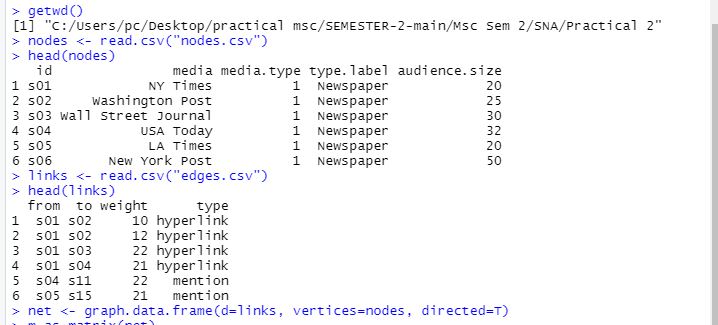 > getwd()
[1] "C:/Users/pc/Desktop/practical msc/SEMESTER-2-main/Msc Sem 2/SNA/Practical 2"
> nodes <- read.csv("nodes.csv")
> head(nodes)
id media media.type type.label audience.size
1 s01 NY Times 1 Newspaper 20
2 s02 Washington Post 1 Newspaper 25
3 s03 Wall Street Journal 1 Newspaper 30
4 s04 USA Today 1 Newspaper 32
5 s05 LA Times 1 Newspaper 20
6 s06 New York Post 1 Newspaper 50
> links <- read.csv("edges.csv")
> head(links)
from to weight type
1 s01 s02 10 hyperlink
2 s01 s02 12 hyperlink
3 s01 s03 22 hyperlink
4 s01 s04 21 hyperlink
5 s04 s11 22 mention
6 s05 s15 21 mention
> net <- graph.data.frame(d=links, vertices=nodes, directed=T)
> m=as.matrix(net)